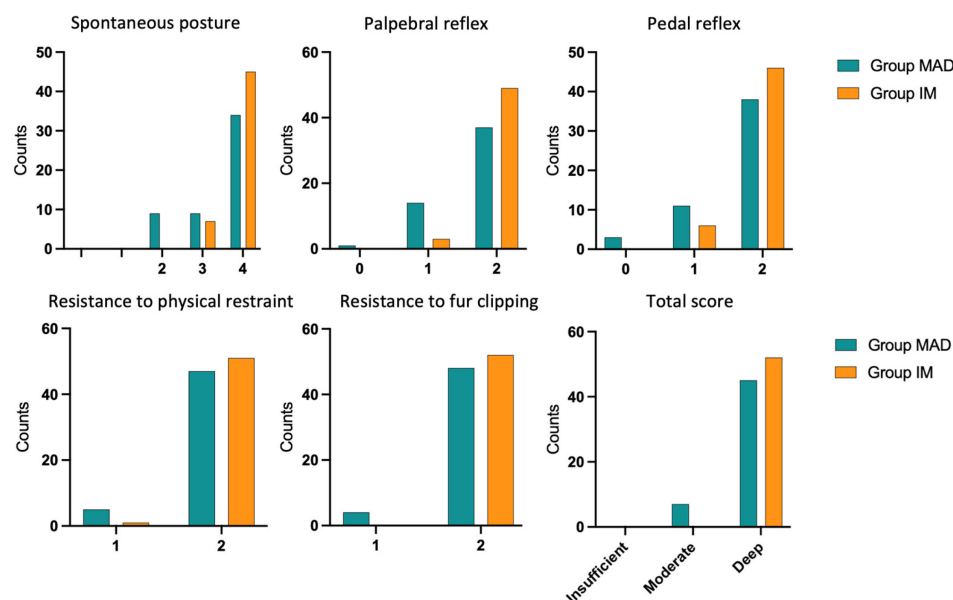 Spontaneous posture
50
40
30
20
10
0
Counts
2 3 4
Palpebral reflex
60
40
20
0
Counts
0 1 2
Pedal reflex
50
40
30
20
10
0
Counts
0 1 2
Group MAD
Group IM
Resistance to physical restraint
60
40
20
0
Counts
1 2
Resistance to fur clipping
60
40
20
0
Counts
1 2
Total score
60
40
20
0
Counts
Insufficient
Moderate
Deep
Group MAD
Group IM